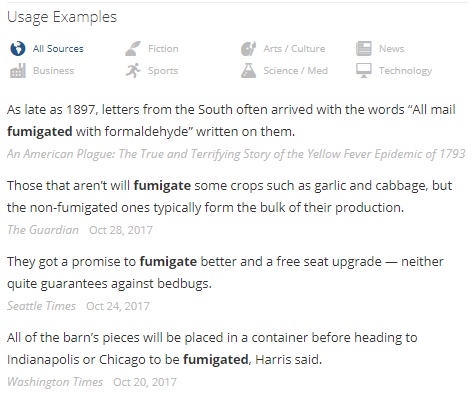 Usage Examples
All Sources
Fiction
Arts / Culture
News
Business
Sports
Science / Med
Technology
As late as 1897, letters from the South often arrived with the words “All mail
fumigated with formaldehyde” written on them.
An American Plague: The True and Terrifying Story of the Yellow Fever Epidemic of 1793
Those that aren’t will fumigate some crops such as garlic and cabbage, but
the non-fumigated ones typically form the bulk of their production.
The Guardian Oct 28, 2017
They got a promise to fumigate better and a free seat upgrade — neither
quite guarantees against bedbugs.
Seattle Times Oct 24, 2017
All of the barn’s pieces will be placed in a container before heading to
Indianapolis or Chicago to be fumigated, Harris said.
Washington Times Oct 20, 2017